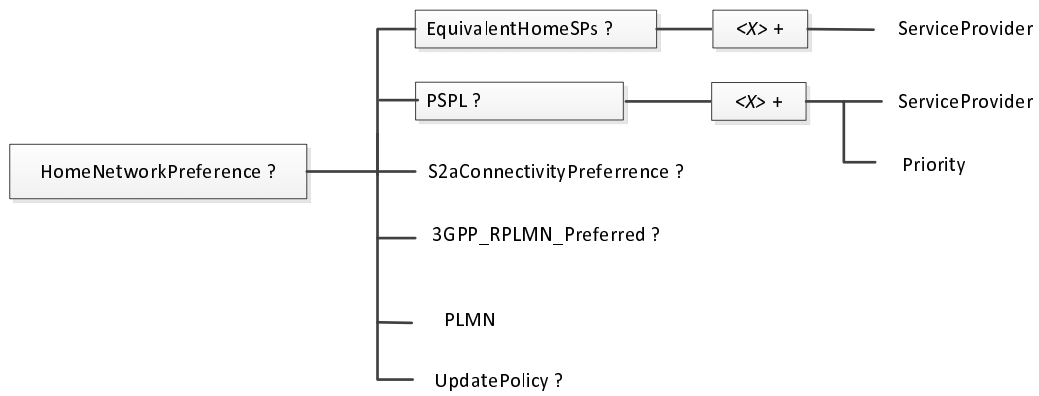 EquivalentHomeSPs ?
<X> +
ServiceProvider
PSPL ?
<X> +
ServiceProvider
Priority
HomeNetworkPreference ?
S2aConnectivityPreferrence ?
3GPP_RPLMN_Preferred ?
PLMN
UpdatePolicy ?